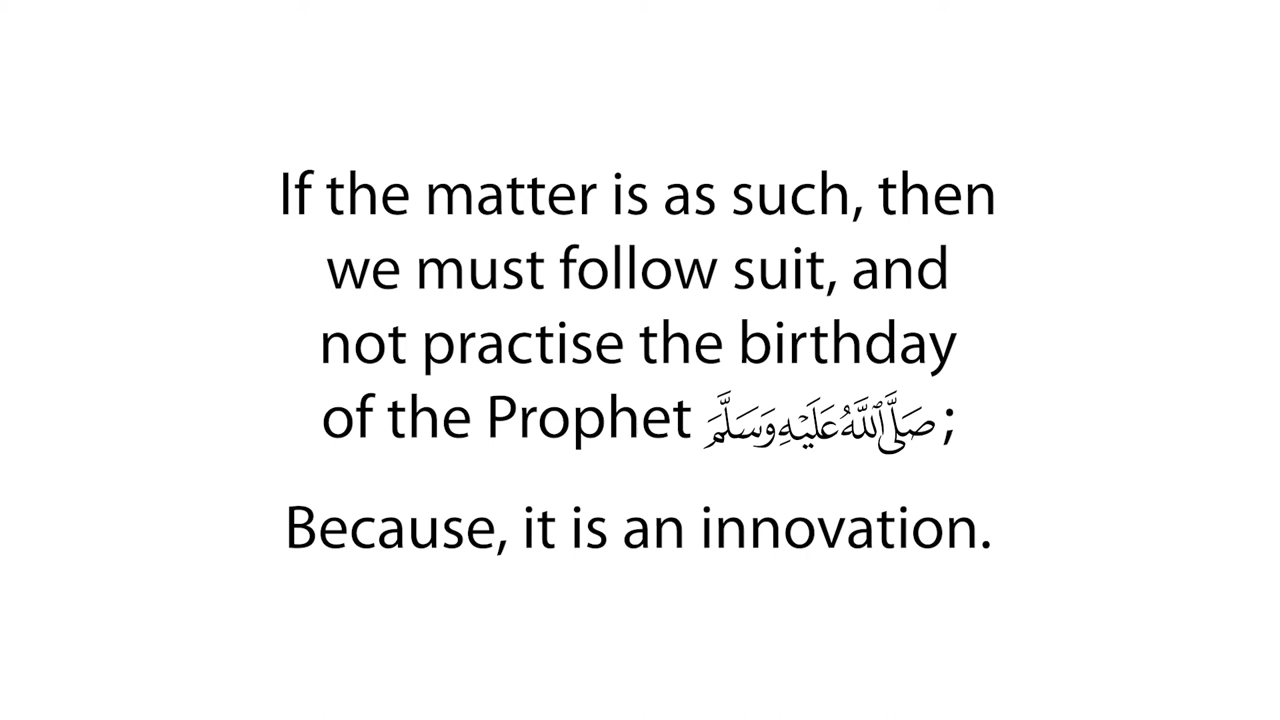 If the matter is as such, then
we must follow suit, and
not practise the birthday
of the Prophet صَلَّى اللَّهُ عَلَيْهِ وَسَلَّمَ;
Because, it is an innovation.